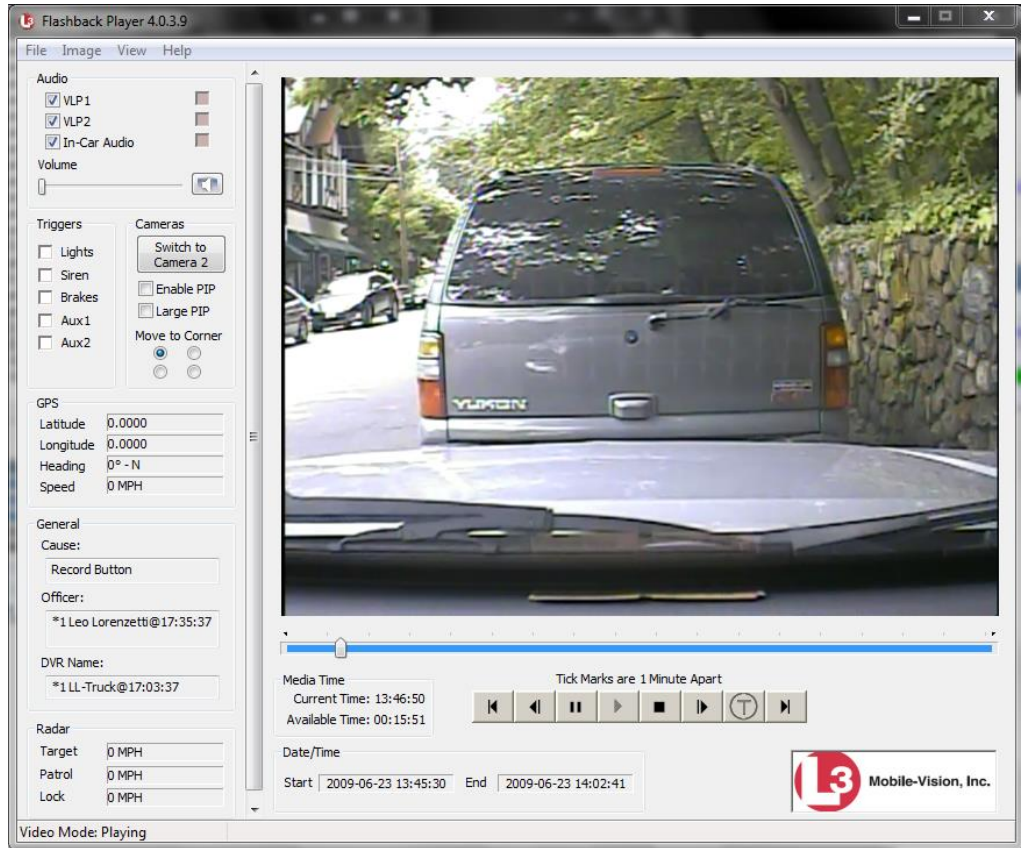 Flashback Player 4.0.3.9
File Image View Help
Audio
VLP1
VLP2
In-Car Audio
Volume
Triggers
Lights
Siren
Brakes
Aux1
Aux2
Cameras
Switch to
Camera 2
Enable PIP
Large PIP
Move to Corner
GPS
Latitude 0.0000
Longitude 0.0000
Heading 0° - N
Speed 0 MPH
General
Cause:
Record Button
Officer:
*1 Leo Lorenzetti@17:35:37
DVR Name:
*1 LL-Truck@17:03:37
Radar
Target 0 MPH
Patrol 0 MPH
Lock 0 MPH
Video Mode: Playing
YUKON
Tick Marks are 1 Minute Apart
Media Time
Current Time: 13:46:50
Available Time: 00:15:51
T
Date/Time
Start 2009-06-23 13:45:30 End 2009-06-23 14:02:41
L3 Mobile-Vision, Inc.